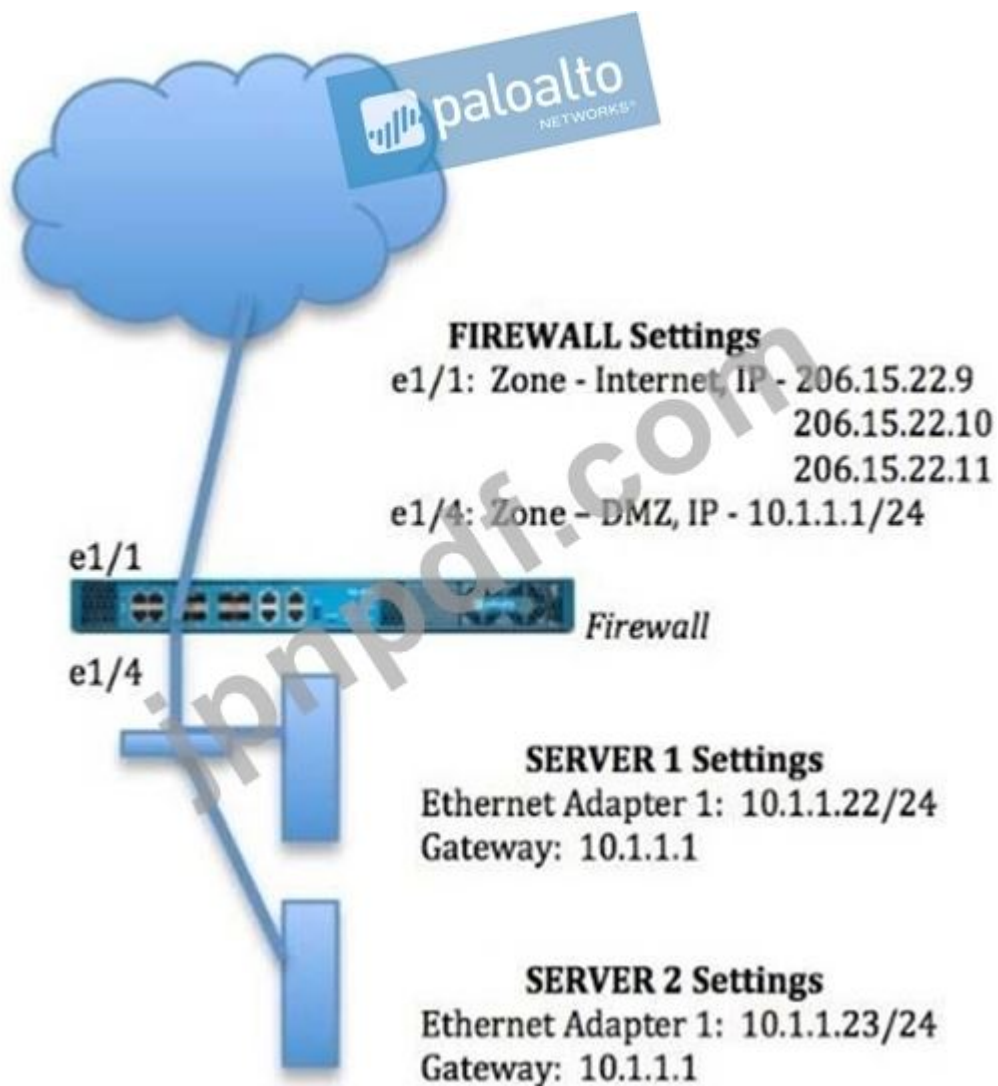 paloalto
NETWORKS®
FIREWALL Settings
e1/1: Zone - Internet, IP - 206.15.22.9
206.15.22.10
206.15.22.11
e1/4: Zone – DMZ, IP - 10.1.1.1/24
e1/1
Firewall
e1/4
jpnpdf.com
SERVER 1 Settings
Ethernet Adapter 1: 10.1.1.22/24
Gateway: 10.1.1.1
SERVER 2 Settings
Ethernet Adapter 1: 10.1.1.23/24
Gateway: 10.1.1.1